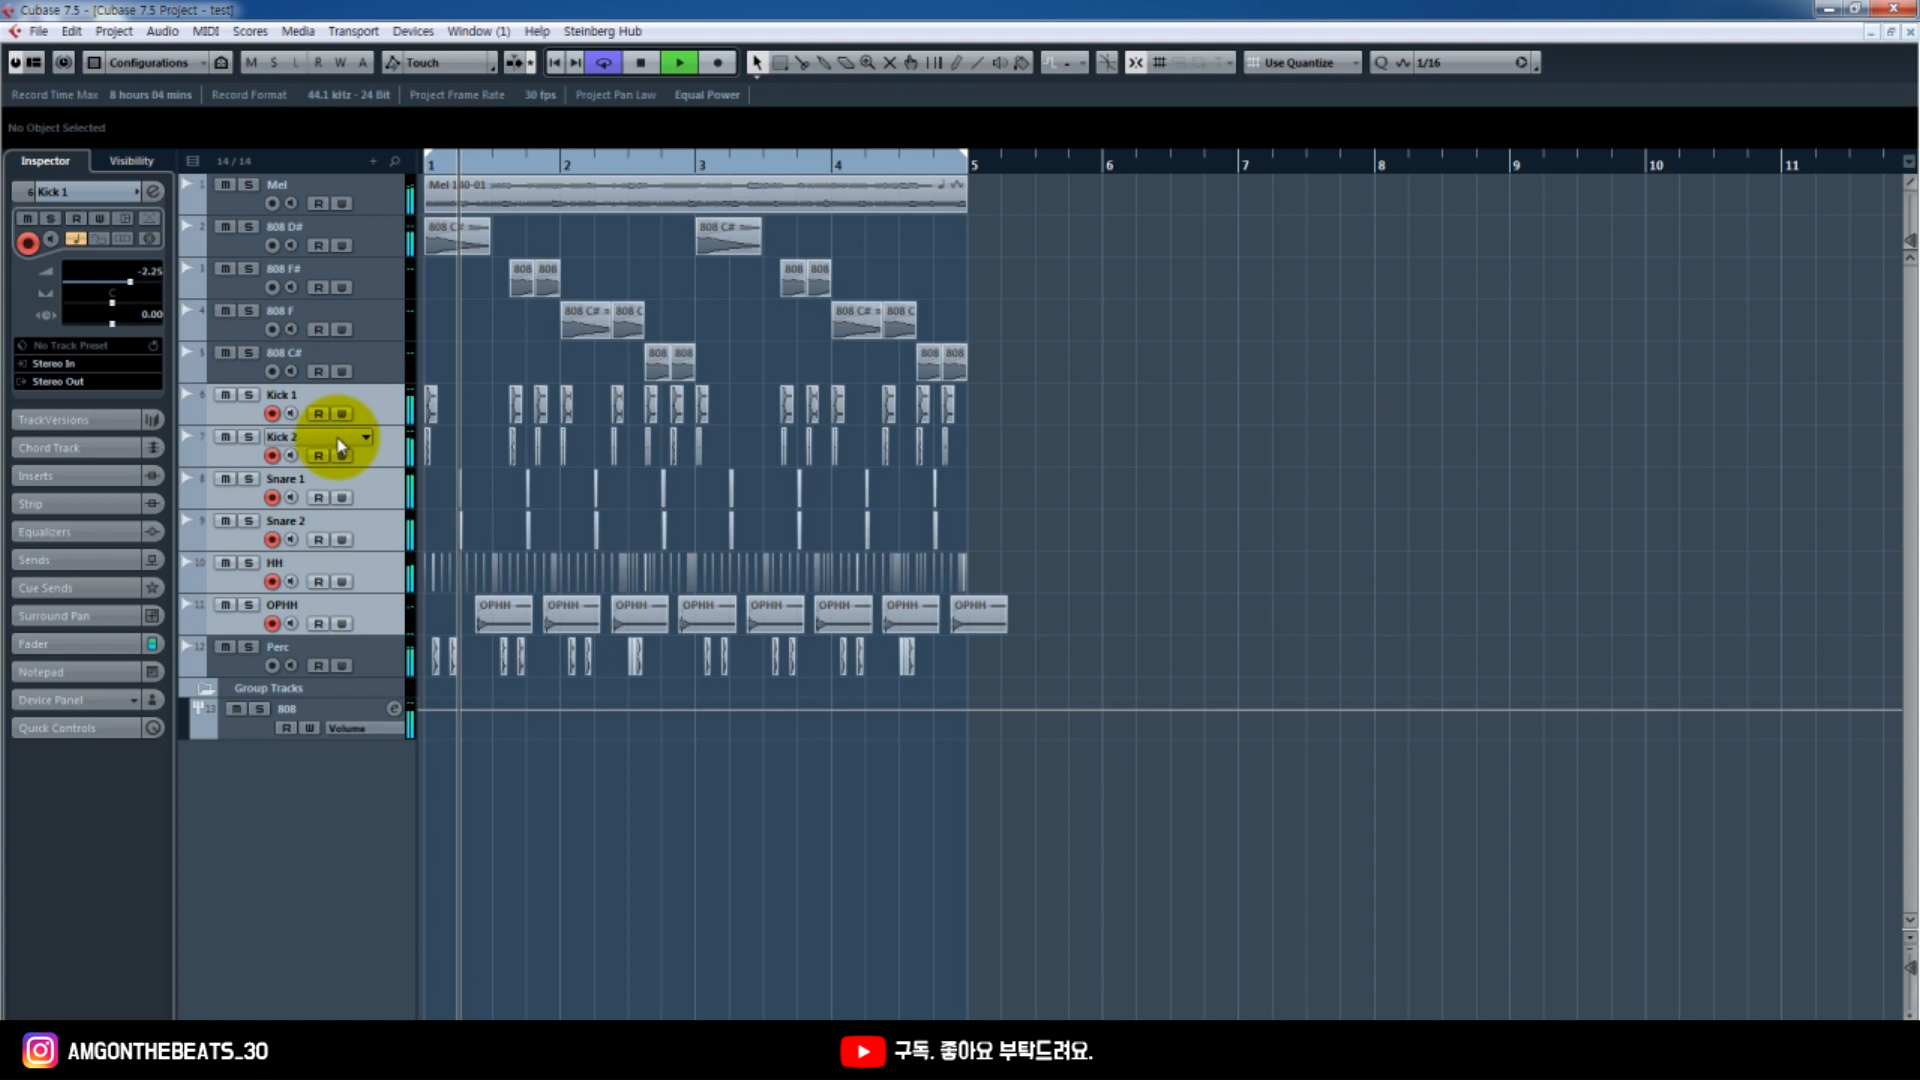 Cubase 7.5 - [Cubase 7.5 Project - test]
File Edit Project Audio MIDI Scores Media Transport Devices Window (1) Help Steinberg Hub
Configurations M S L R W A Touch Use Quantize Q 1/16
Record Time Max 8 hours 04 mins Record Format 44.1 kHz - 24 Bit Project Frame Rate 30 fps Project Pan Law Equal Power
No Object Selected
Inspector Visibility 14 / 14
1 2 3 4 5 6 7 8 9 10 11
6 Kick 1
m S R W
-2.25
C
0.00
No Track Preset
Stereo In
Stereo Out
TrackVersions
Chord Track
Inserts
Strip
Equalizers
Sends
Cue Sends
Surround Pan
Fader
Notepad
Device Panel
Quick Controls
1 m S Mel
R
2 m S 808 D#
R
3 m S 808 F#
R
4 m S 808 F
R
5 m S 808 C#
R
6 m S Kick 1
R
7 m S Kick 2
R
8 m S Snare 1
R
9 m S Snare 2
R
10 m S HH
R
11 m S OPHH
R
12 m S Perc
R
Group Tracks
13 m S 808 e
R W Volume
808 C#
808 808 808 808
808 C# 808 C 808 C# 808 C
808 808 808 808
OPHH OPHH OPHH OPHH OPHH OPHH OPHH OPHH
AMGONTHEBEATS_30
구독, 좋아요 부탁드려요.